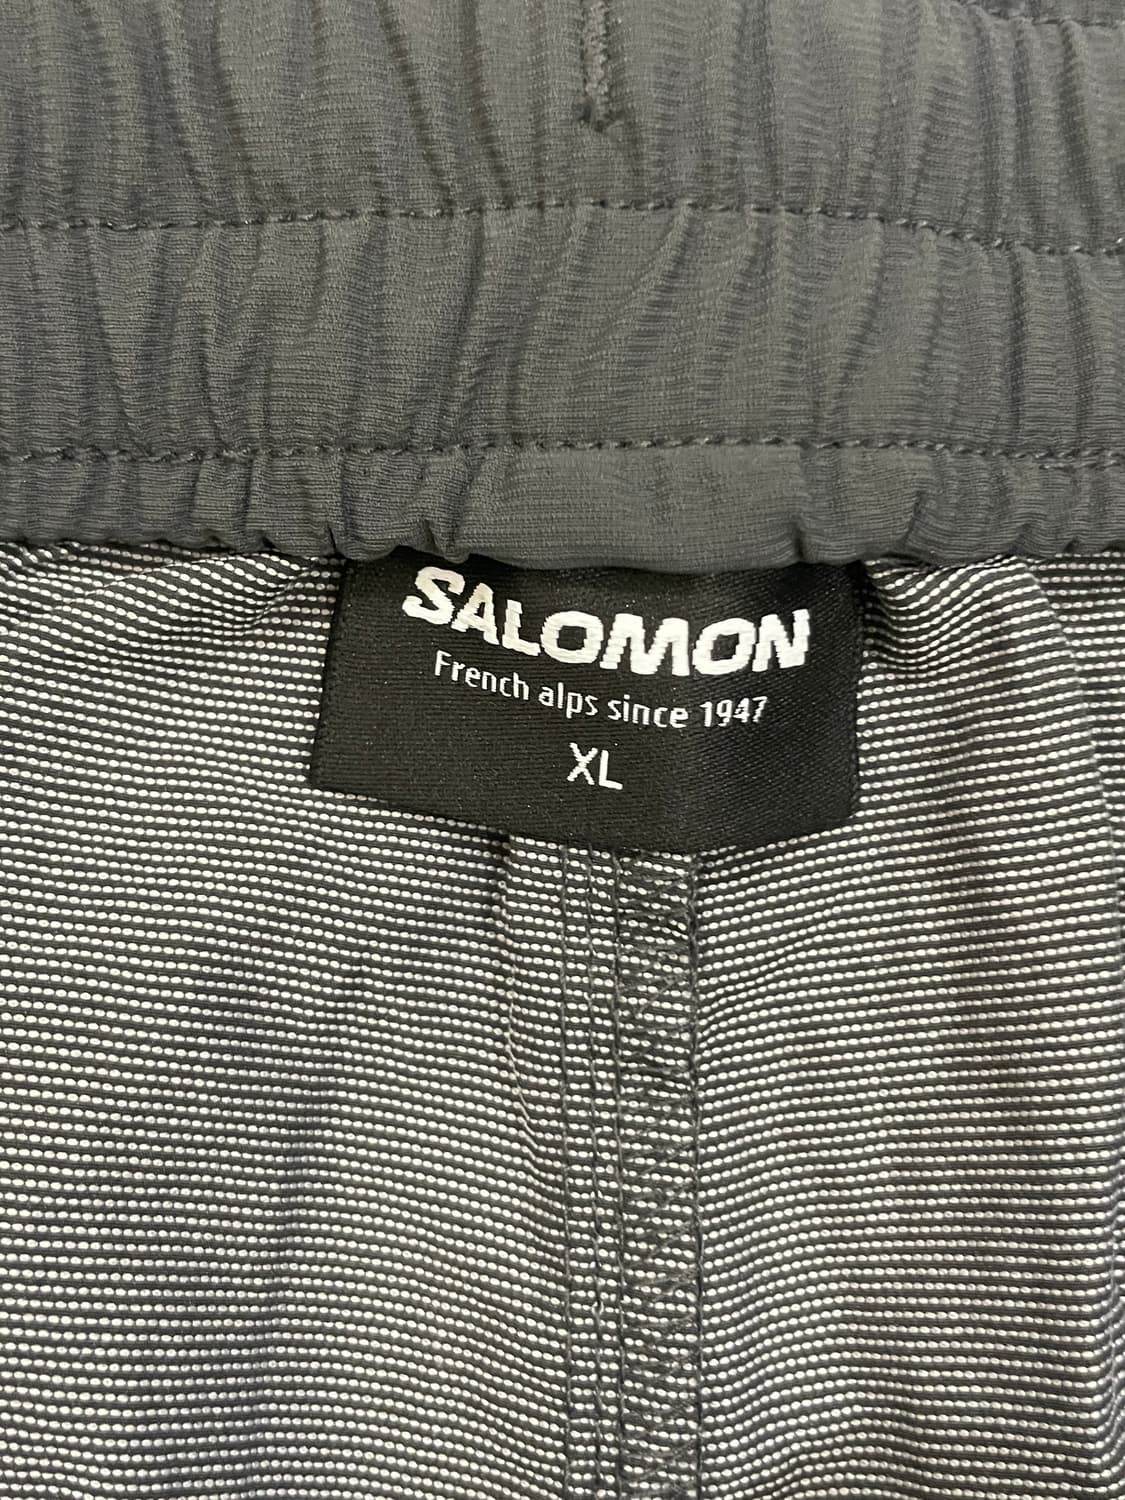 SALOMON
French alps since 1947
XL